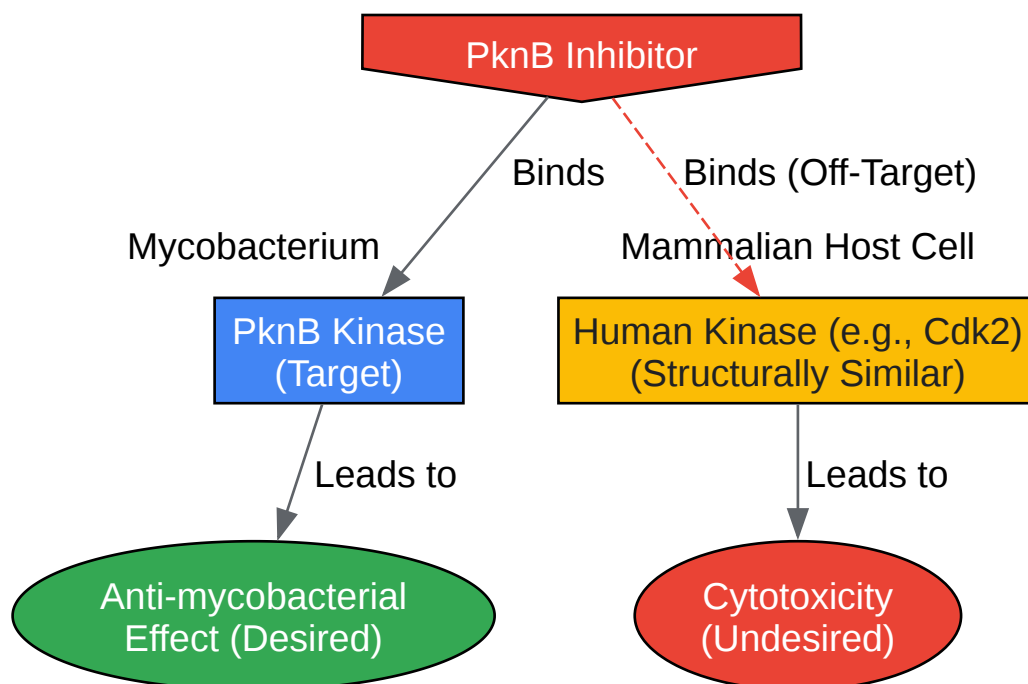 PknB Inhibitor
Binds
Binds (Off-Target)
Mycobacterium
Mammalian Host Cell
PknB Kinase
(Target)
Human Kinase (e.g., Cdk2)
(Structurally Similar)
Leads to
Leads to
Anti-mycobacterial
Effect (Desired)
Cytotoxicity
(Undesired)